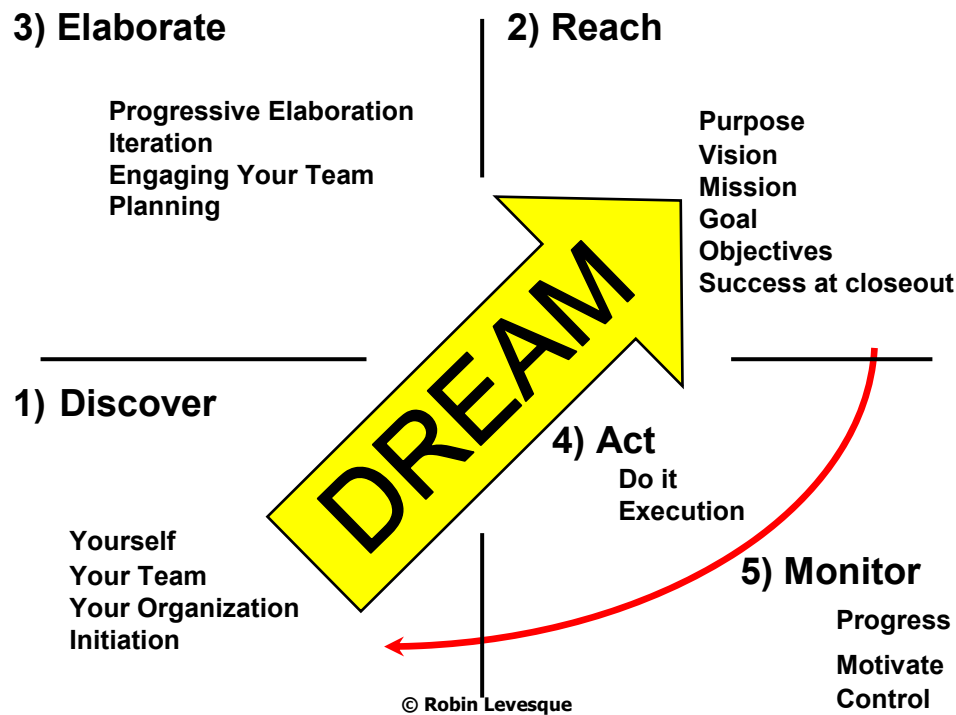 3) Elaborate
Progressive Elaboration
Iteration
Engaging Your Team
Planning
2) Reach
Purpose
Vision
Mission
Goal
Objectives
Success at closeout
DREAM
1) Discover
Yourself
Your Team
Your Organization
Initiation
4) Act
Do it
Execution
5) Monitor
Progress
Motivate
Control
© Robin Levesque